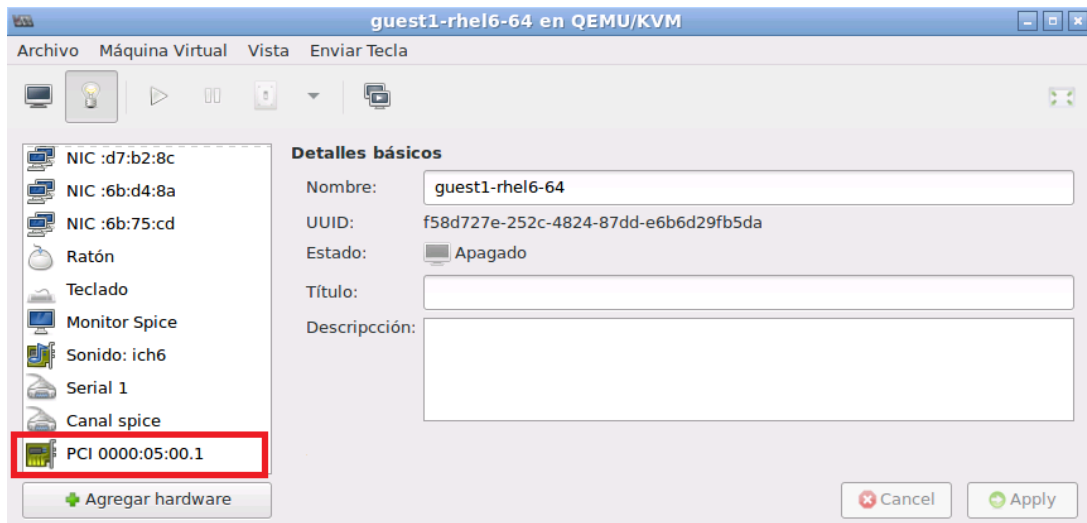 guest1-rhel6-64 en QEMU/KVM
Archivo Máquina Virtual Vista Enviar Tecla
NIC :d7:b2:8c
NIC :6b:d4:8a
NIC :6b:75:cd
Ratón
Teclado
Monitor Spice
Sonido: ich6
Serial 1
Canal spice
PCI 0000:05:00.1
Agregar hardware
Detalles básicos
Nombre: guest1-rhel6-64
UUID: f58d727e-252c-4824-87dd-e6b6d29fb5da
Estado: Apagado
Título:
Descripcción:
Cancel Apply